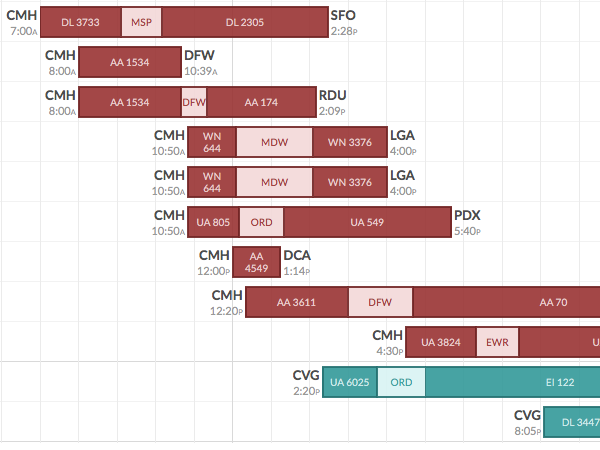 CMH DL 3733 MSP DL 2305 SFO
7:00A 2:28P
CMH AA 1534 DFW
8:00A 10:39A
CMH AA 1534 DFW AA 174 RDU
8:00A 2:09P
CMH WN 644 MDW WN 3376 LGA
10:50A 4:00P
CMH WN 644 MDW WN 3376 LGA
10:50A 4:00P
CMH UA 805 ORD UA 549 PDX
10:50A 5:40P
CMH AA 4549 DCA
12:00P 1:14P
CMH AA 3611 DFW AA 70
12:20P
CMH UA 3824 EWR U
4:30P
CVG UA 6025 ORD EI 122
2:20P
CVG DL 3447
8:05P